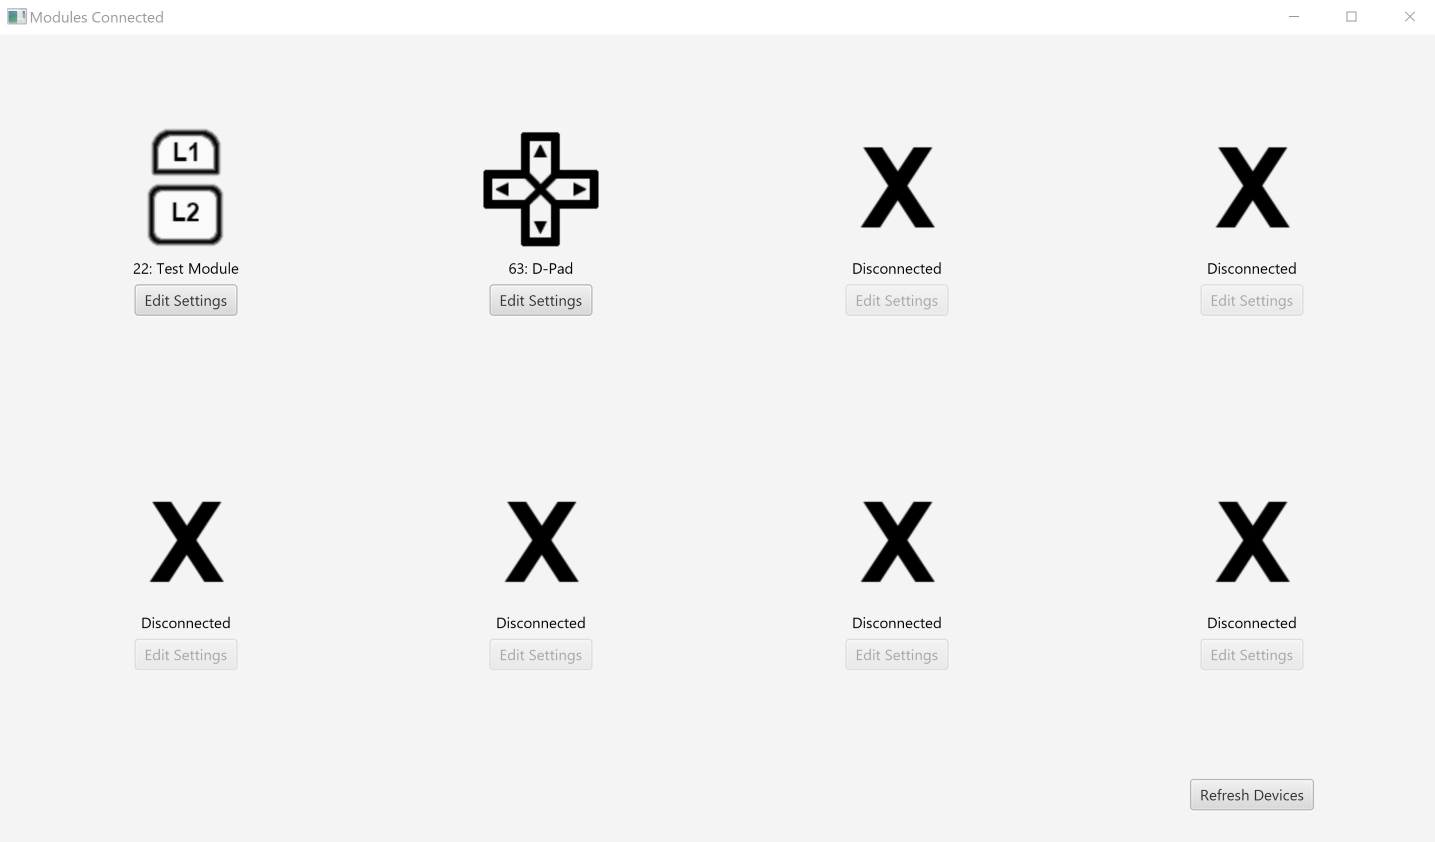 Modules Connected
L1
L2
22: Test Module
63: D-Pad
Disconnected
Disconnected
Edit Settings
Edit Settings
Edit Settings
Edit Settings
Disconnected
Disconnected
Disconnected
Disconnected
Edit Settings
Edit Settings
Edit Settings
Edit Settings
Refresh Devices